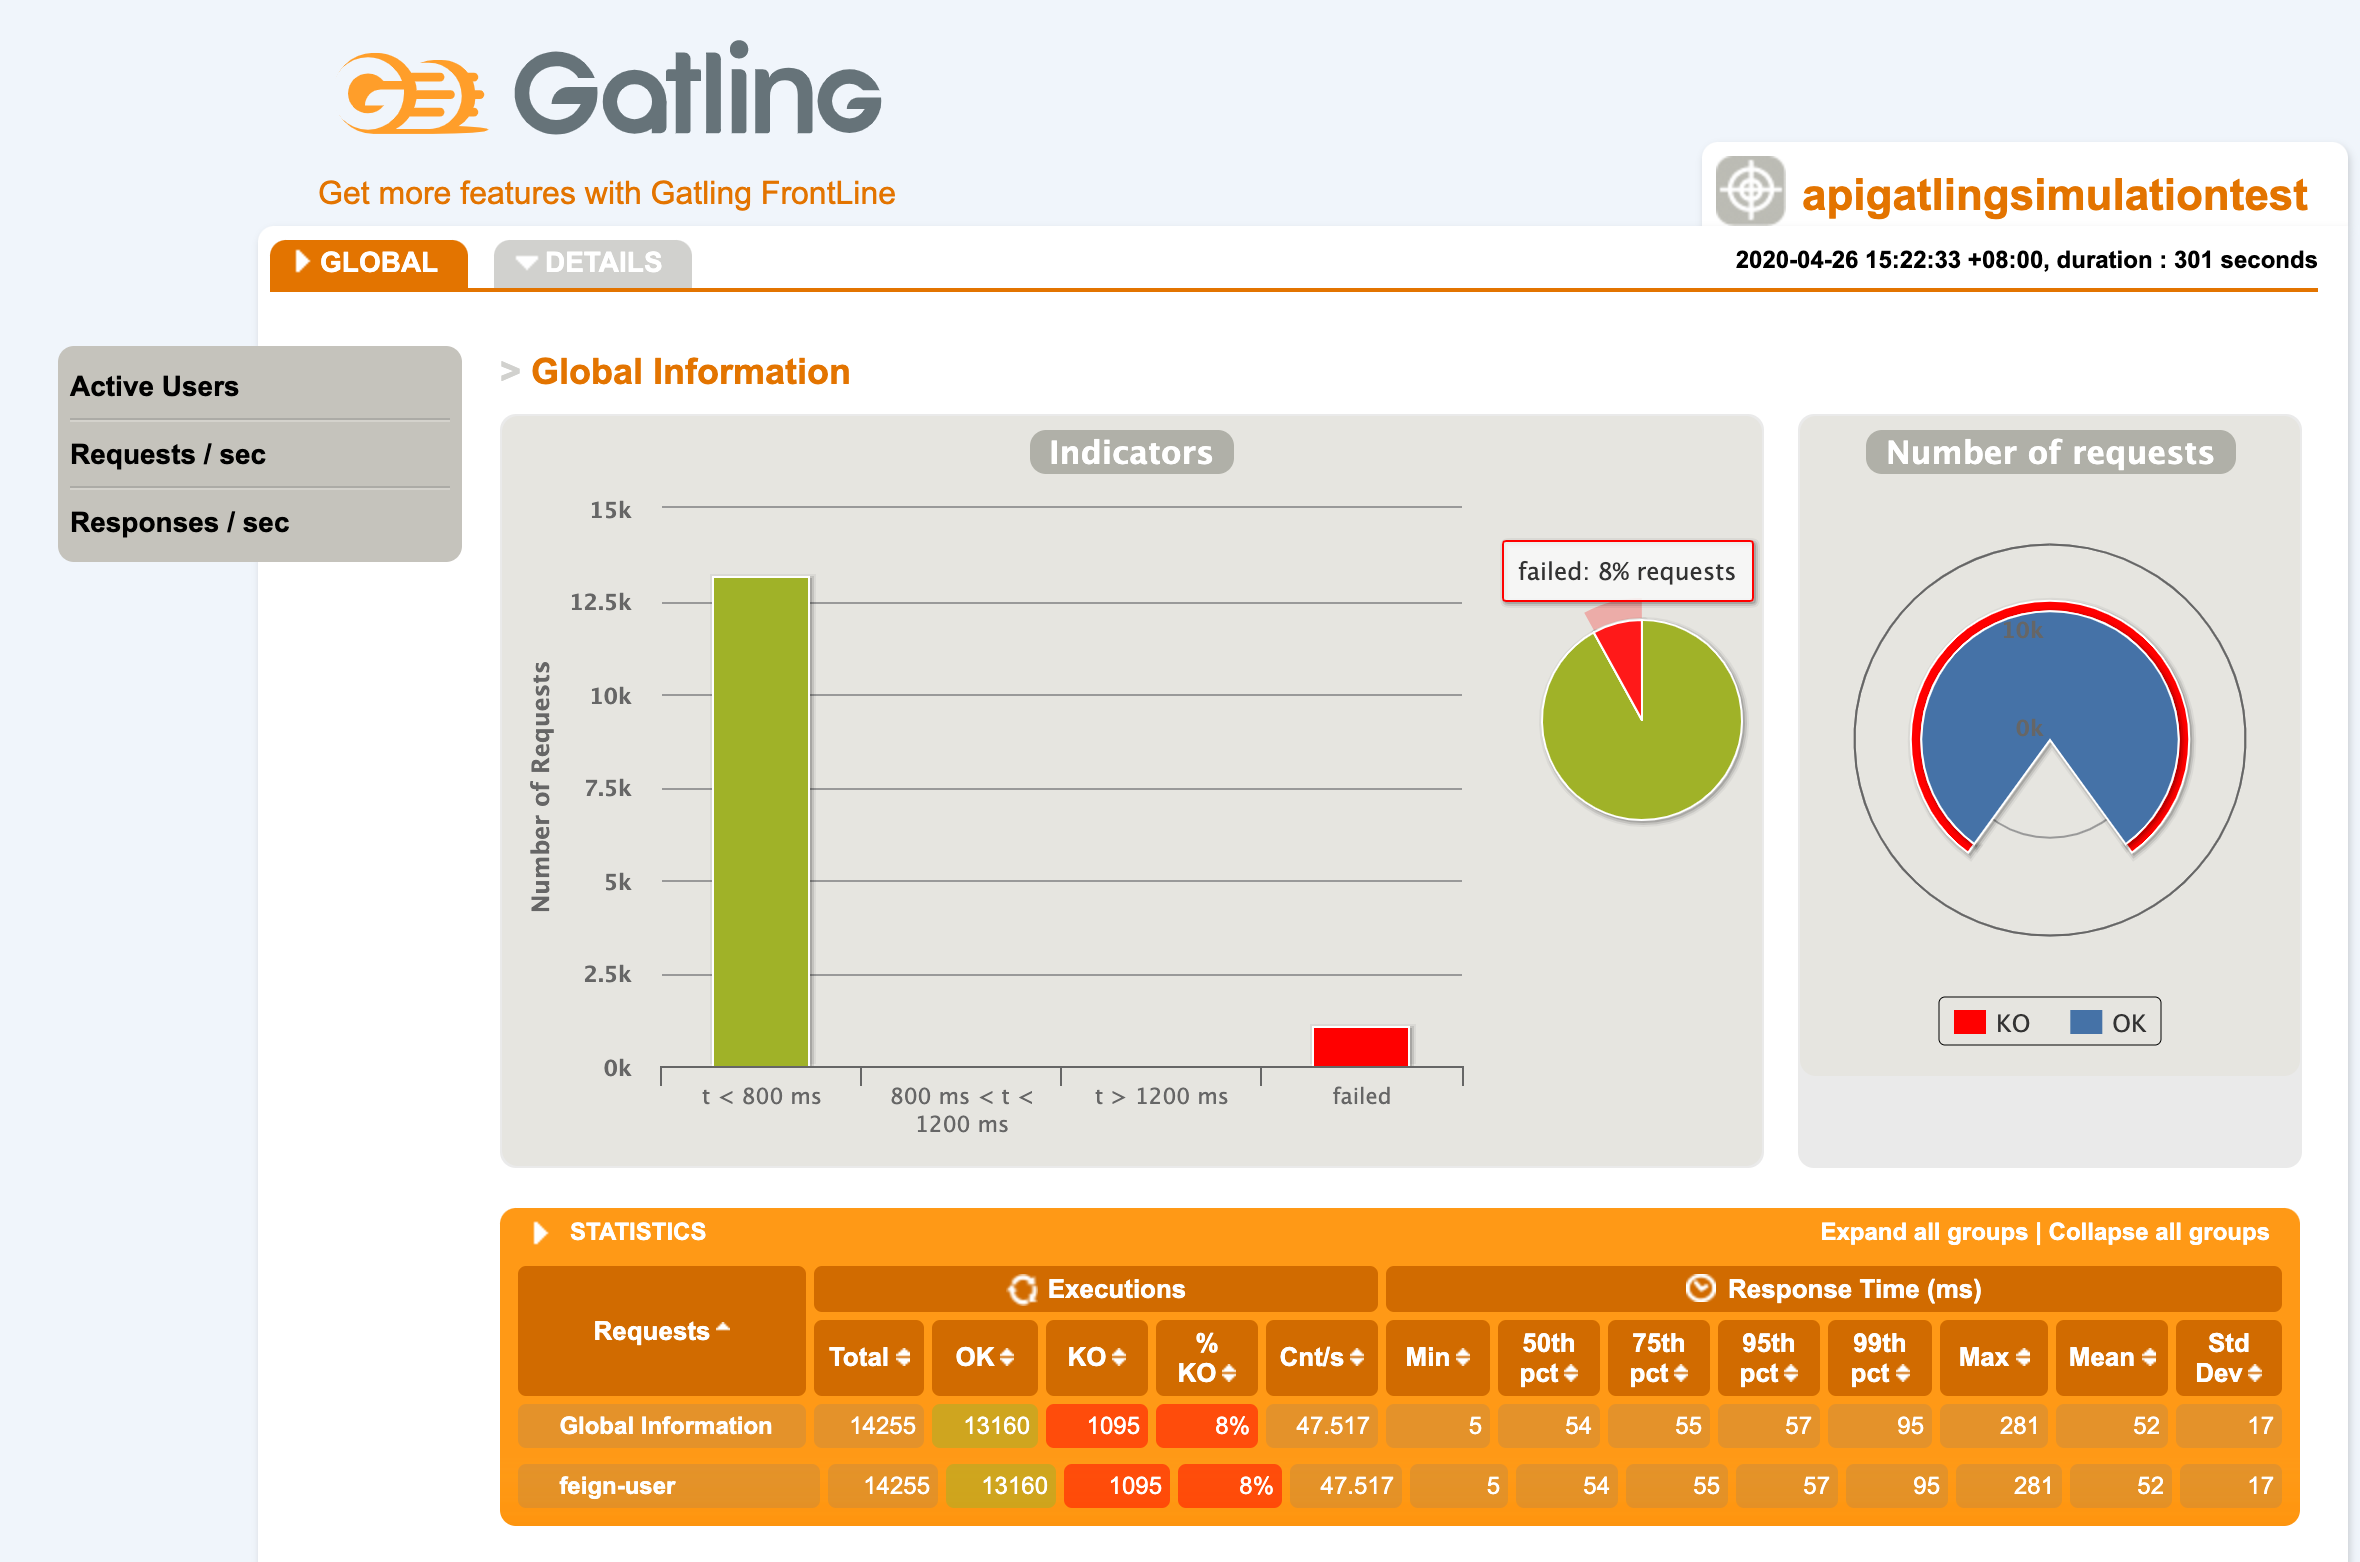 Gatling
Get more features with Gatling FrontLine
apigatlingsimulationtest
GLOBAL
DETAILS
2020-04-26 15:22:33 +08:00, duration : 301 seconds
Active Users
Requests / sec
Responses / sec
> Global Information
Indicators
Number of Requests
15k
12.5k
10k
7.5k
5k
2.5k
0k
t < 800 ms
800 ms < t <
1200 ms
t > 1200 ms
failed
failed: 8% requests
Number of requests
10k
0k
KO OK
STATISTICS
Expand all groups | Collapse all groups
Requests
Executions
Response Time (ms)
Total OK KO % KO Cnt/s Min 50th pct 75th pct 95th pct 99th pct Max Mean Std Dev
Global Information 14255 13160 1095 8% 47.517 5 54 55 57 95 281 52 17
feign-user 14255 13160 1095 8% 47.517 5 54 55 57 95 281 52 17